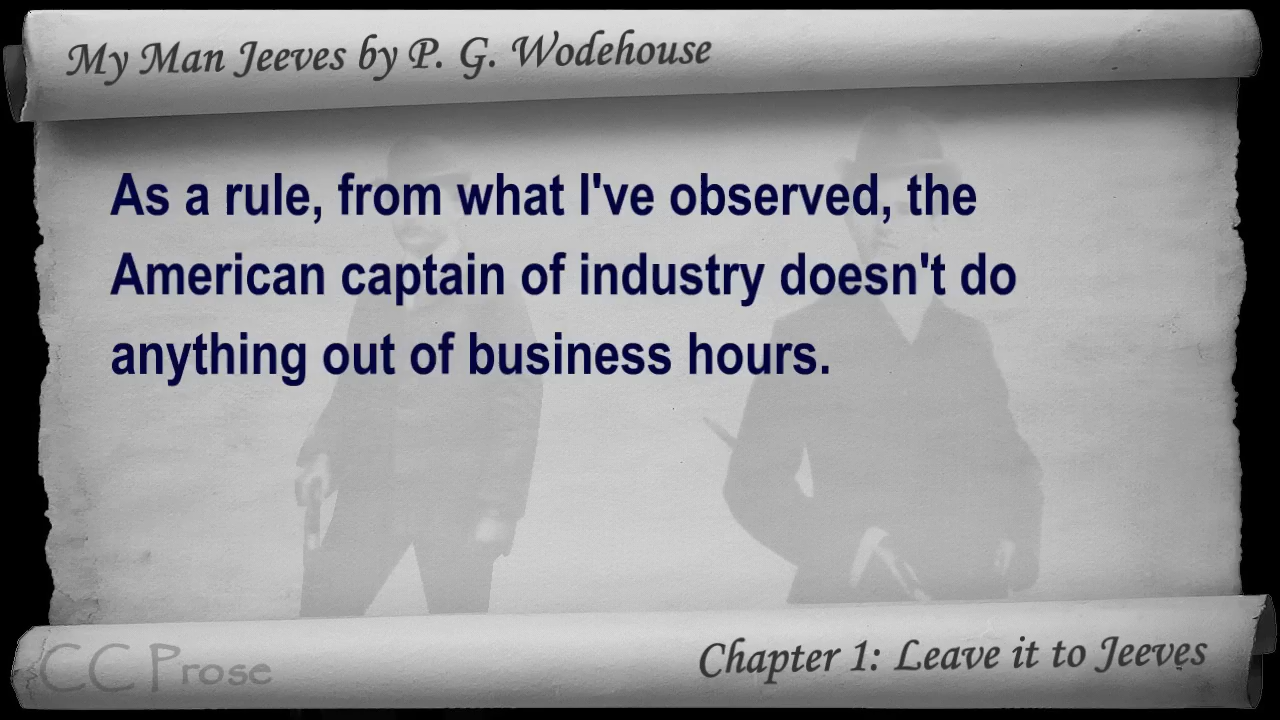 My Man Jeeves by P. G. Wodehouse
As a rule, from what I've observed, the
American captain of industry doesn't do
anything out of business hours.
CC Prose
Chapter 1: Leave it to Jeeves